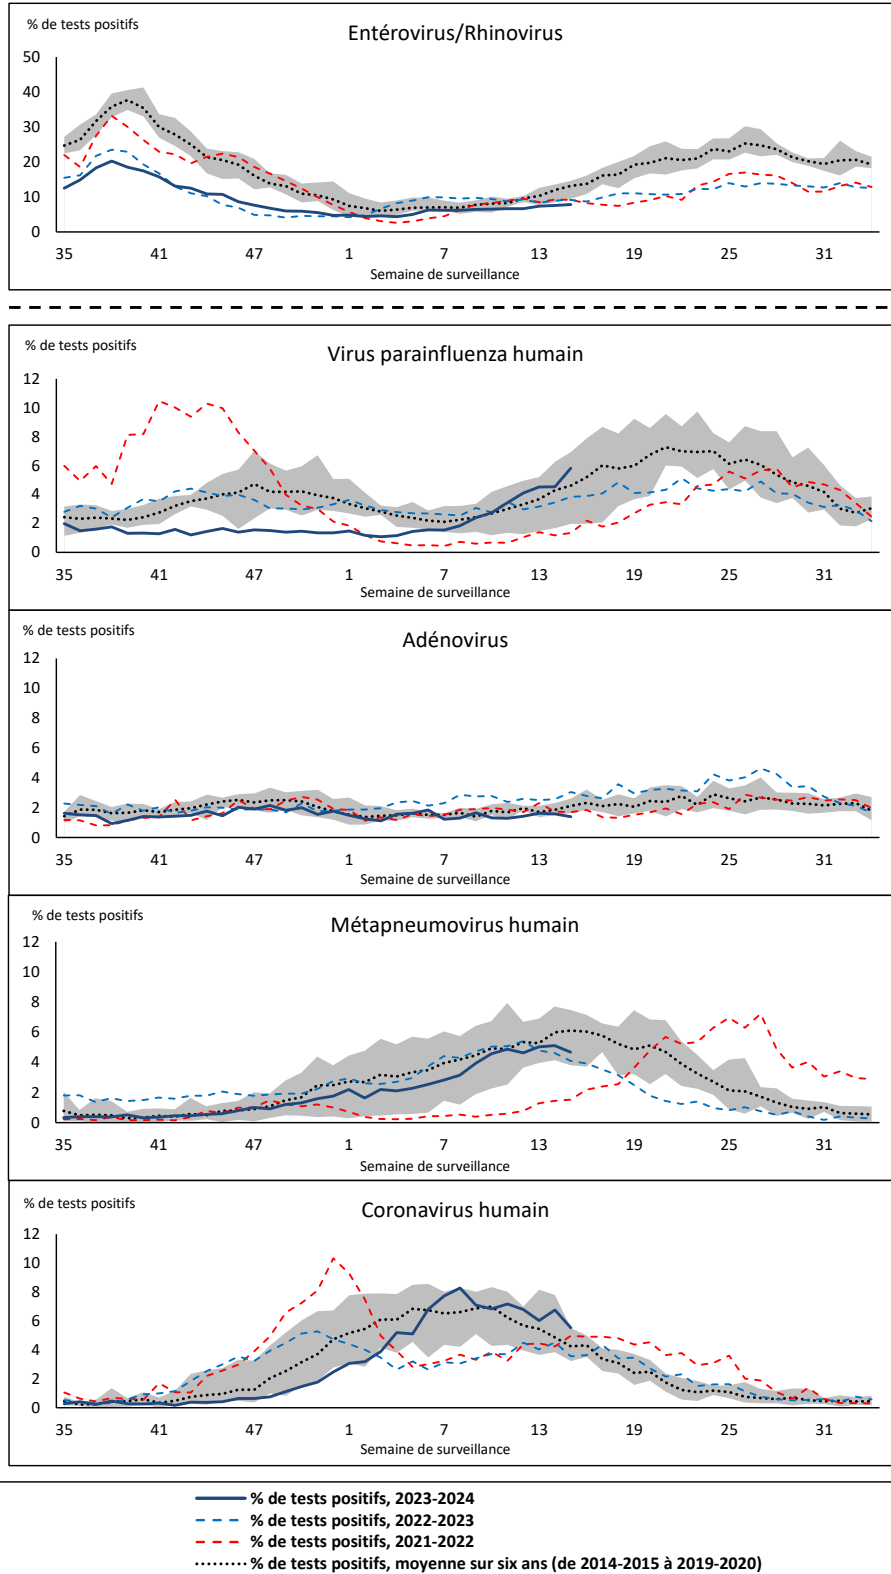 % de tests positifs
Entérovirus/Rhinovirus
50
40
30
20
10
0
35 41 47 1 7 13 19 25 31
Semaine de surveillance
% de tests positifs
Virus parainfluenza humain
12
10
8
6
4
2
0
35 41 47 1 7 13 19 25 31
Semaine de surveillance
% de tests positifs
Adénovirus
12
10
8
6
4
2
0
35 41 47 1 7 13 19 25 31
Semaine de surveillance
% de tests positifs
Métapneumovirus humain
12
10
8
6
4
2
0
35 41 47 1 7 13 19 25 31
Semaine de surveillance
% de tests positifs
Coronavirus humain
12
10
8
6
4
2
0
35 41 47 1 7 13 19 25 31
Semaine de surveillance
% de tests positifs, 2023-2024
% de tests positifs, 2022-2023
% de tests positifs, 2021-2022
% de tests positifs, moyenne sur six ans (de 2014-2015 à 2019-2020)